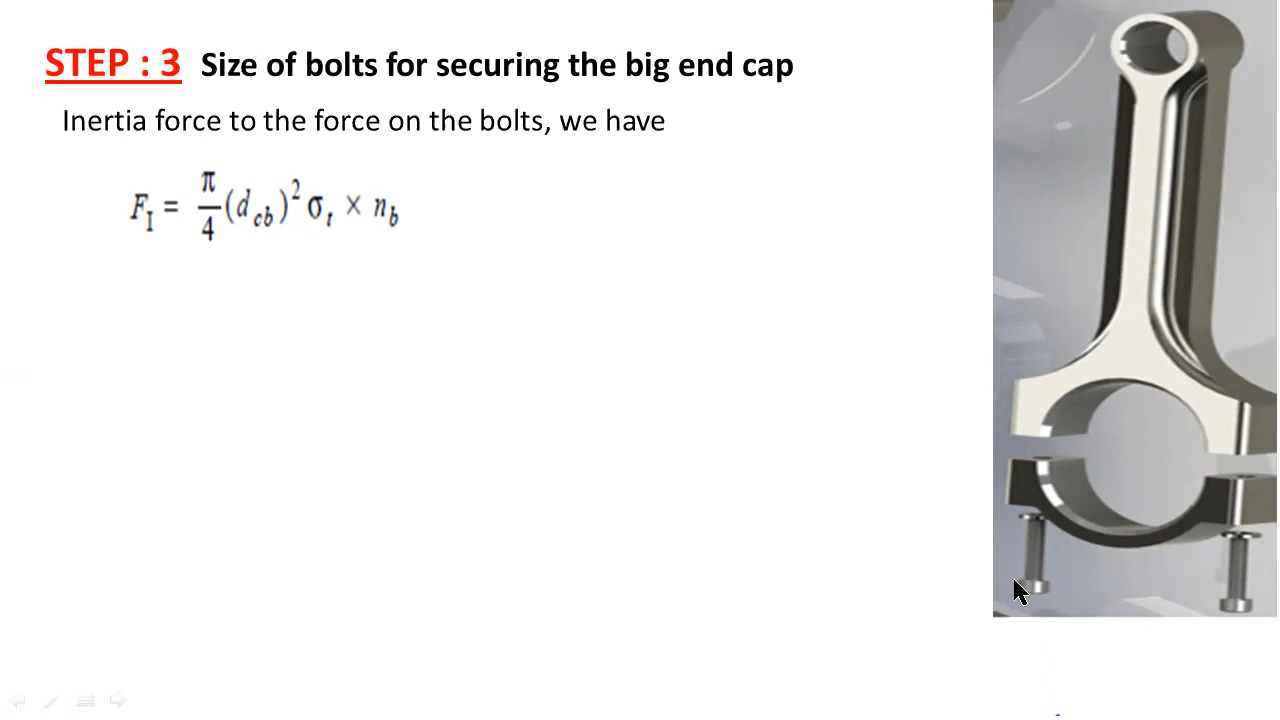 STEP : 3 Size of bolts for securing the big end cap
Inertia force to the force on the bolts, we have
F_I = π/4 (d_cb)² σ_t × n_b